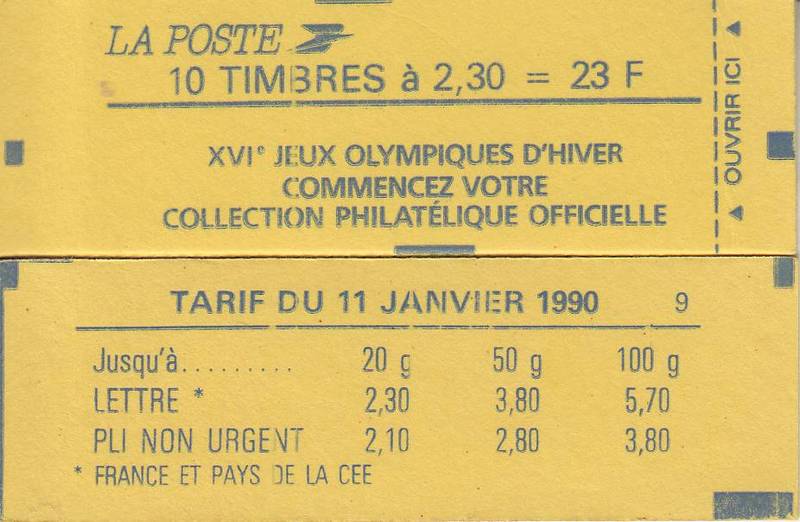 LA POSTE
10 TIMBRES à 2,30 = 23 F
XVIe JEUX OLYMPIQUES D'HIVER
COMMENCEZ VOTRE
COLLECTION PHILATÉLIQUE OFFICIELLE
OUVRIR ICI
TARIF DU 11 JANVIER 1990 9
Jusqu'à......... 20 g 50 g 100 g
LETTRE * 2,30 3,80 5,70
PLI NON URGENT 2,10 2,80 3,80
* FRANCE ET PAYS DE LA CEE